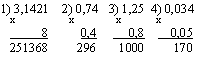 1) 3,1421 2) 0,74 3) 1,25 4) 0,034
x x x x
8 0,4 0,8 0,05
251368 296 1000 170